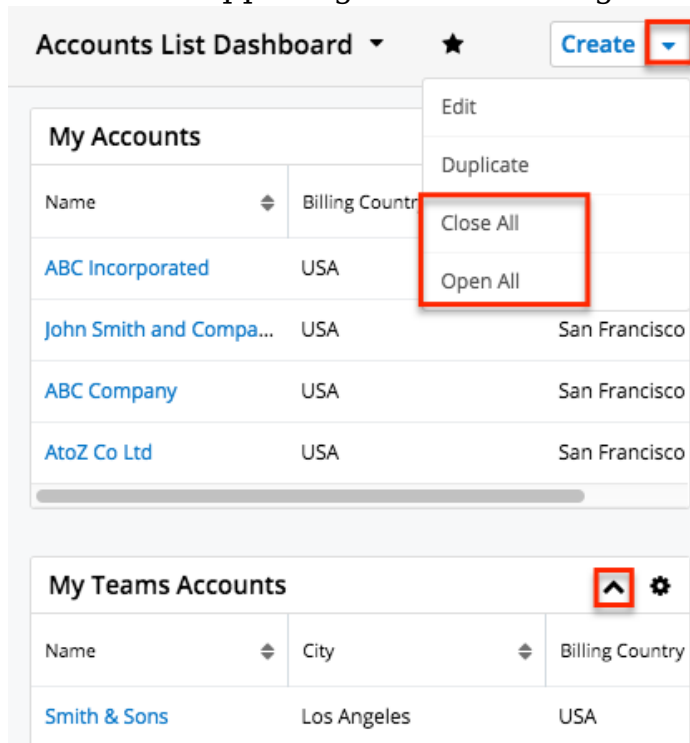 Accounts List Dashboard
Create
Edit
Duplicate
Close All
Open All
My Accounts
Name Billing Countr
ABC Incorporated USA
John Smith and Compa... USA San Francisco
ABC Company USA San Francisco
AtoZ Co Ltd USA San Francisco
My Teams Accounts
Name City Billing Country
Smith & Sons Los Angeles USA